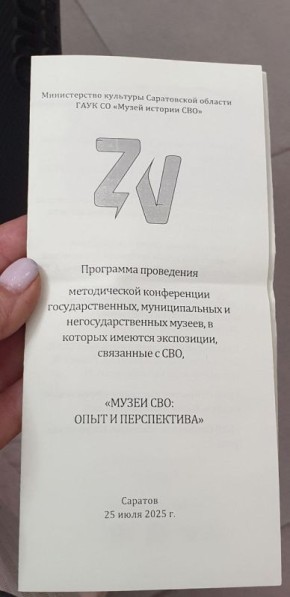 Министерство культуры Саратовской области
ГАУК СО «Музей истории СВО»
ZV
Программа проведения
методической конференции
государственных, муниципальных и
негосударственных музеев, в
которых имеются экспозиции,
связанные с СВО,
«МУЗЕИ СВО:
ОПЫТ И ПЕРСПЕКТИВА»
Саратов
25 июля 2025 г.